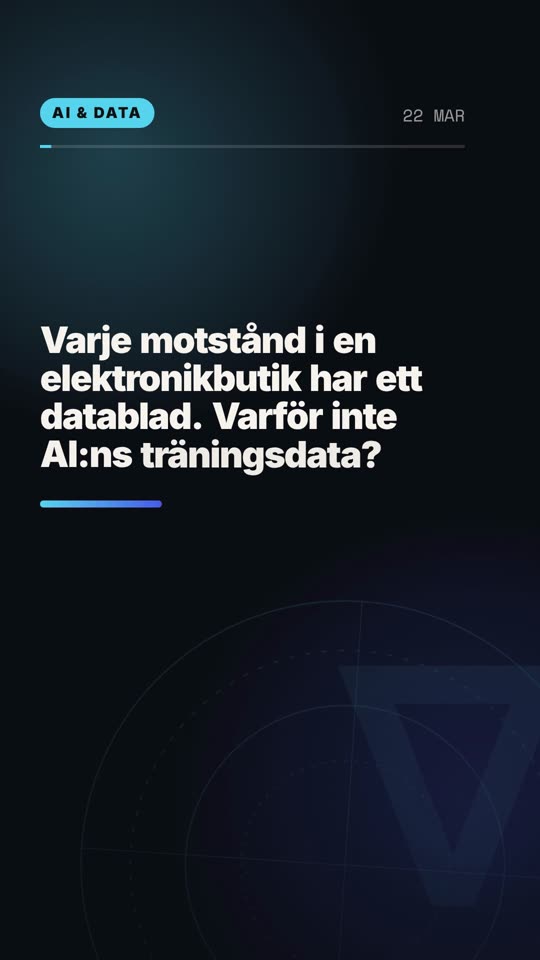 AI & DATA
22 MAR
Varje motstånd i en
elektronikbutik har ett
datablad. Varför inte
AI:ns träningsdata?